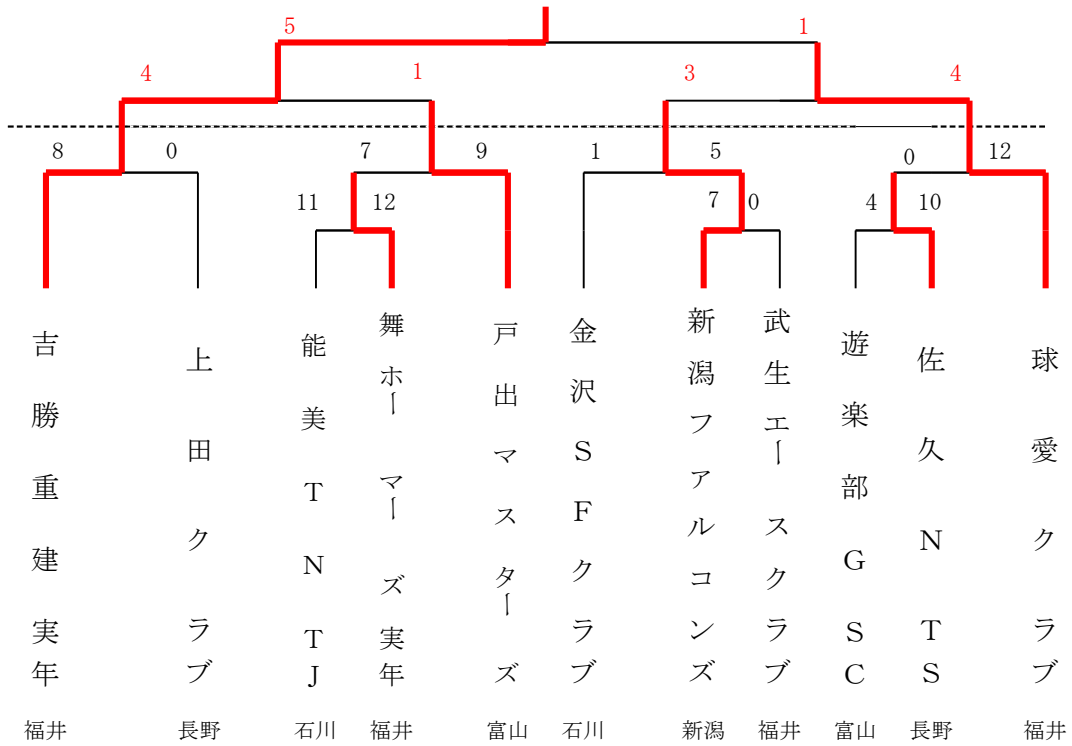 5 1
4 1 3 4
8 0 7 9 1 5 0 12
11 12 7 0 4 10
吉勝重建実年
上田クラブ
能美TNTJ
舞ホーマーズ実年
戸出マスターズ
金沢SFクラブ
新潟ファルコンズ
武生エースクラブ
遊楽部GSC
佐久NTS
球愛クラブ
福井 長野 石川 福井 富山 石川 新潟 福井 富山 長野 福井